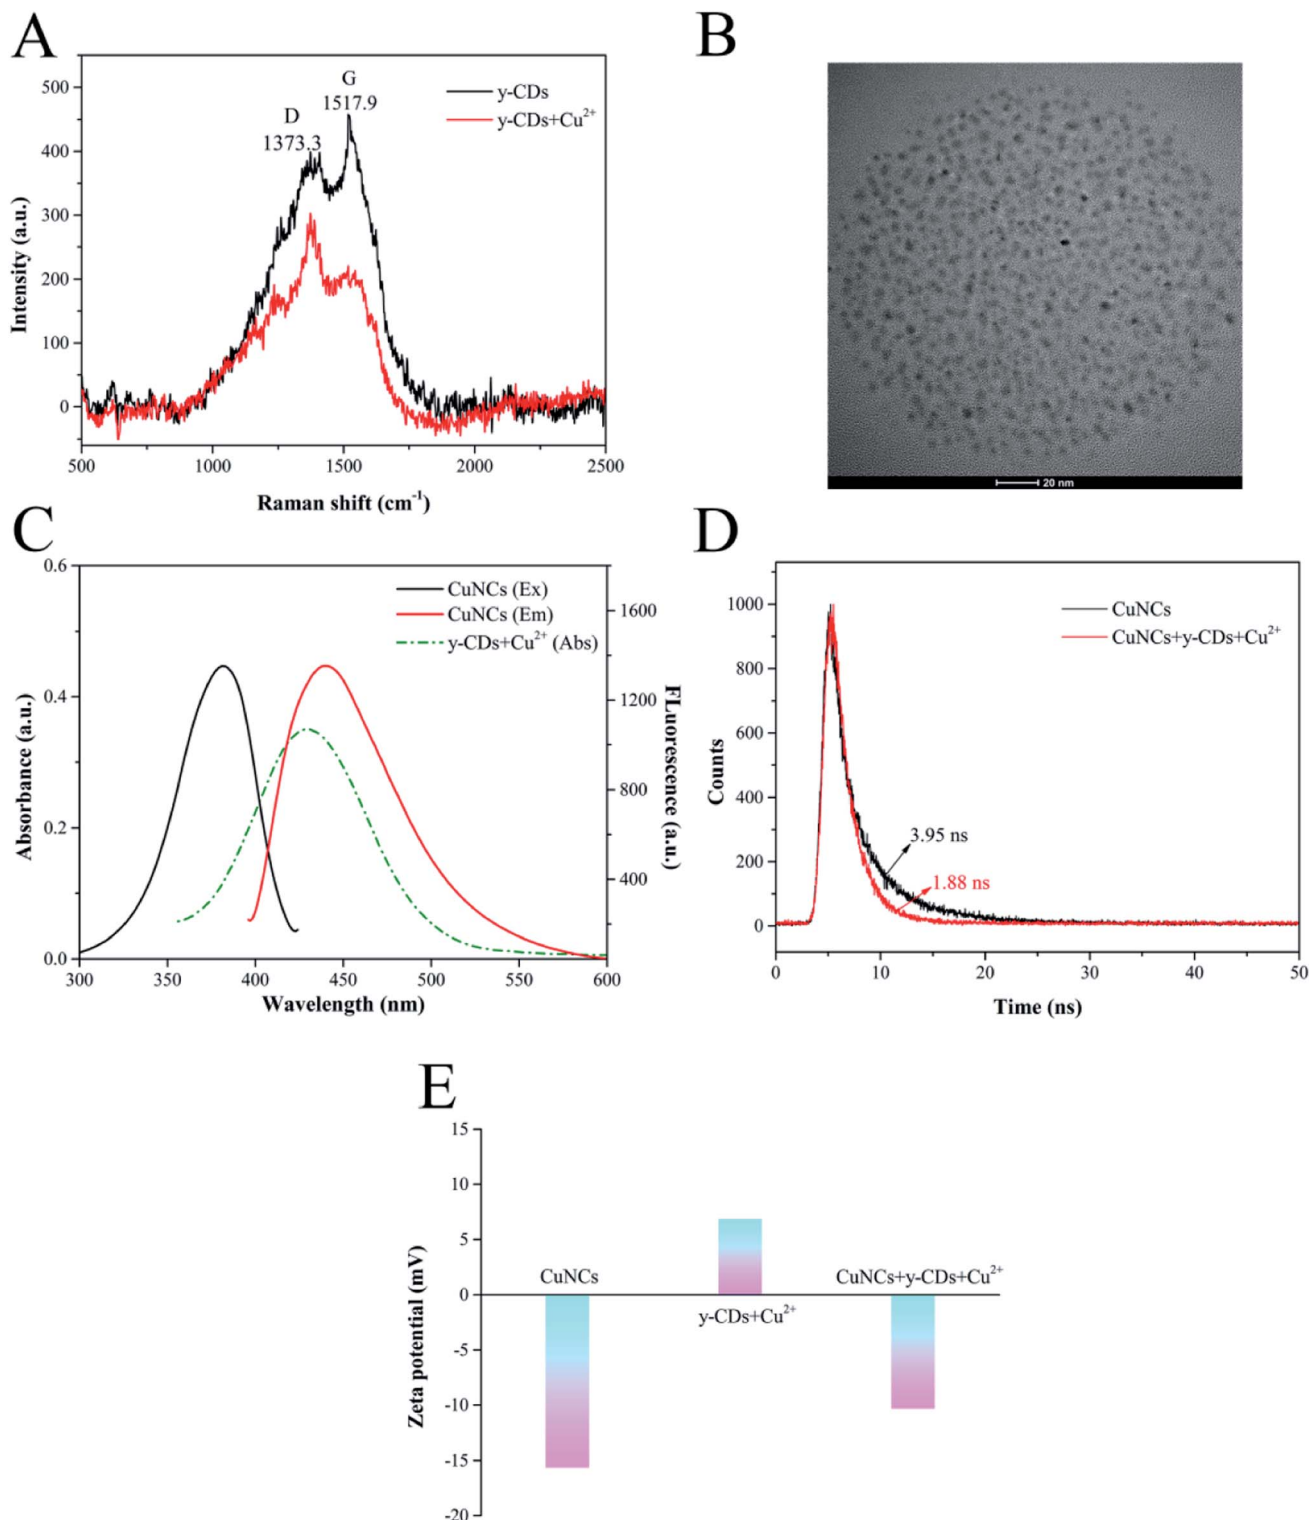 A
B
500
400
300
200
100
0
Intensity (a.u.)
G
1517.9
D
1373.3
y-CDs
y-CDs+Cu²⁺
500
1000
1500
2000
2500
Raman shift (cm⁻¹)
20 nm
C
D
0.6
0.4
0.2
0.0
Absorbance (a.u.)
CuNCs (Ex)
CuNCs (Em)
y-CDs+Cu²⁺ (Abs)
1600
1200
800
400
FLuorescence (a.u.)
300
350
400
450
500
550
600
Wavelength (nm)
1000
800
600
400
200
0
Counts
CuNCs
CuNCs+y-CDs+Cu²⁺
3.95 ns
1.88 ns
0
10
20
30
40
50
Time (ns)
E
15
10
5
0
-5
-10
-15
-20
Zeta potential (mV)
CuNCs
y-CDs+Cu²⁺
CuNCs+y-CDs+Cu²⁺